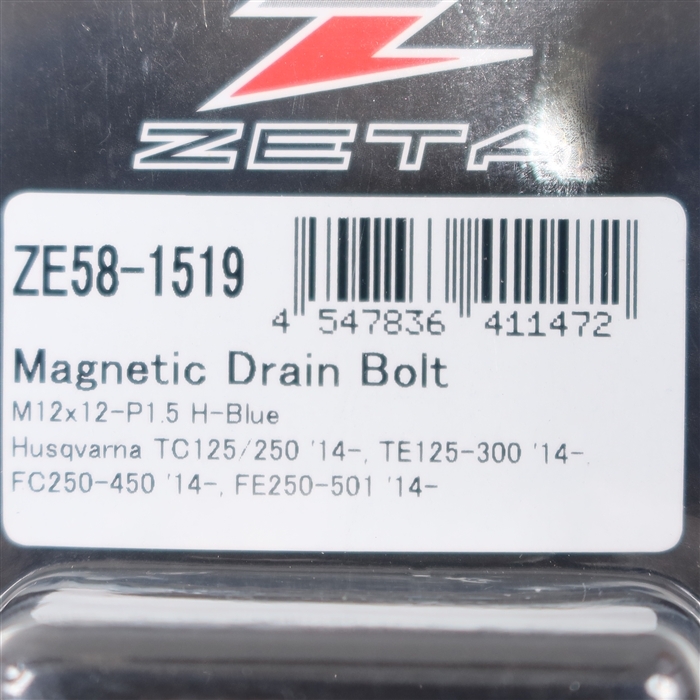 ZETA
ZE58-1519
4 547836 411472
Magnetic Drain Bolt
M12x12-P1.5 H-Blue
Husqvarna TC125/250 '14-, TE125-300 '14-,
FC250-450 '14-, FE250-501 '14-